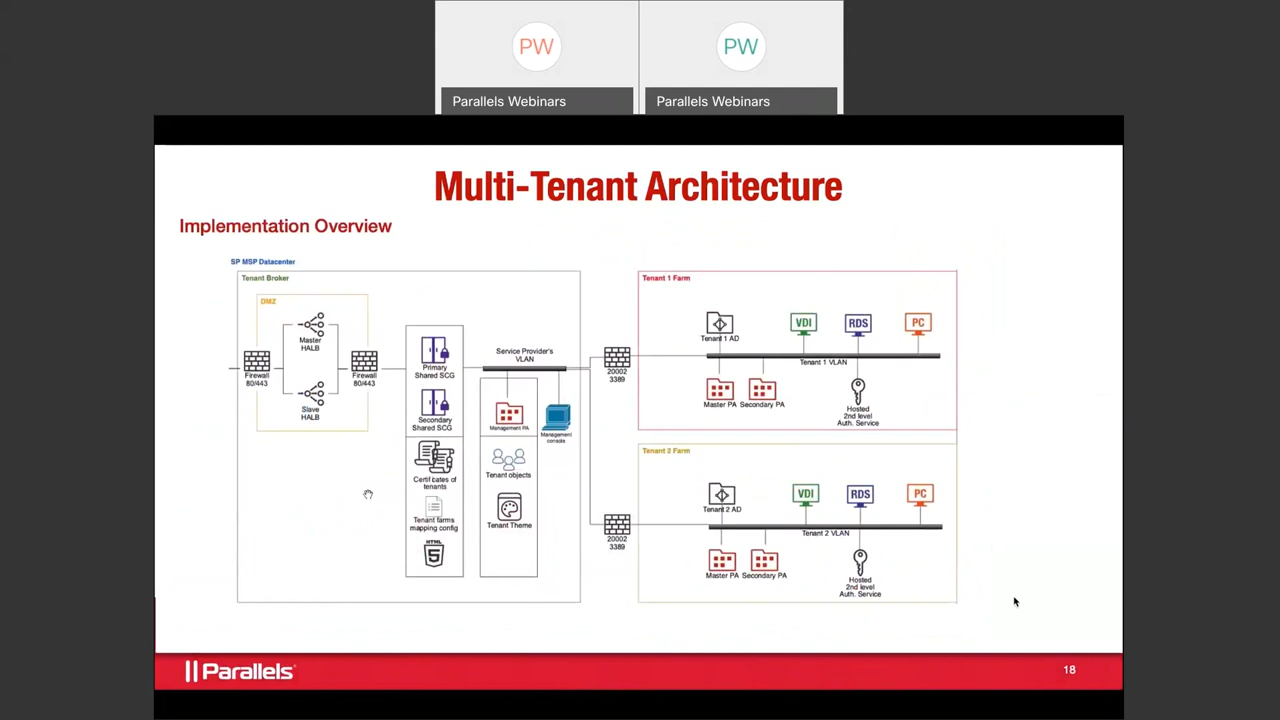 PW
PW
Parallels Webinars
Parallels Webinars
Multi-Tenant Architecture
Implementation Overview
SP MSP Datacenter
Tenant Broker
DMZ
Master
HALB
Firewall
80/443
Firewall
80/443
Slave
HALB
Primary
Shared SCG
Secondary
Shared SCG
Certificates of
tenants
Tenant farms
mapping config
5
Service Provider's
VLAN
Management PA
Management
console
Tenant objects
Tenant Theme
20002
3389
20002
3389
Tenant 1 Farm
Tenant 1 AD
VDI
RDS
PC
Tenant 1 VLAN
Master PA
Secondary PA
Hosted
2nd level
Auth. Service
Tenant 2 Farm
Tenant 2 AD
VDI
RDS
PC
Tenant 2 VLAN
Master PA
Secondary PA
Hosted
2nd level
Auth. Service
Parallels
18